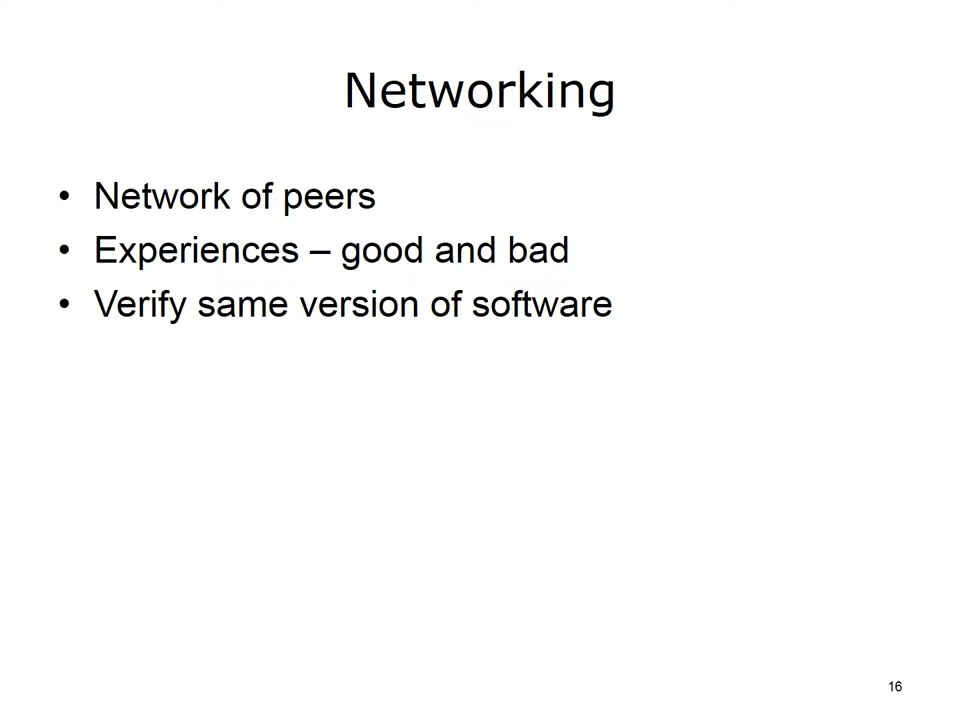 Networking
• Network of peers
• Experiences – good and bad
• Verify same version of software
16